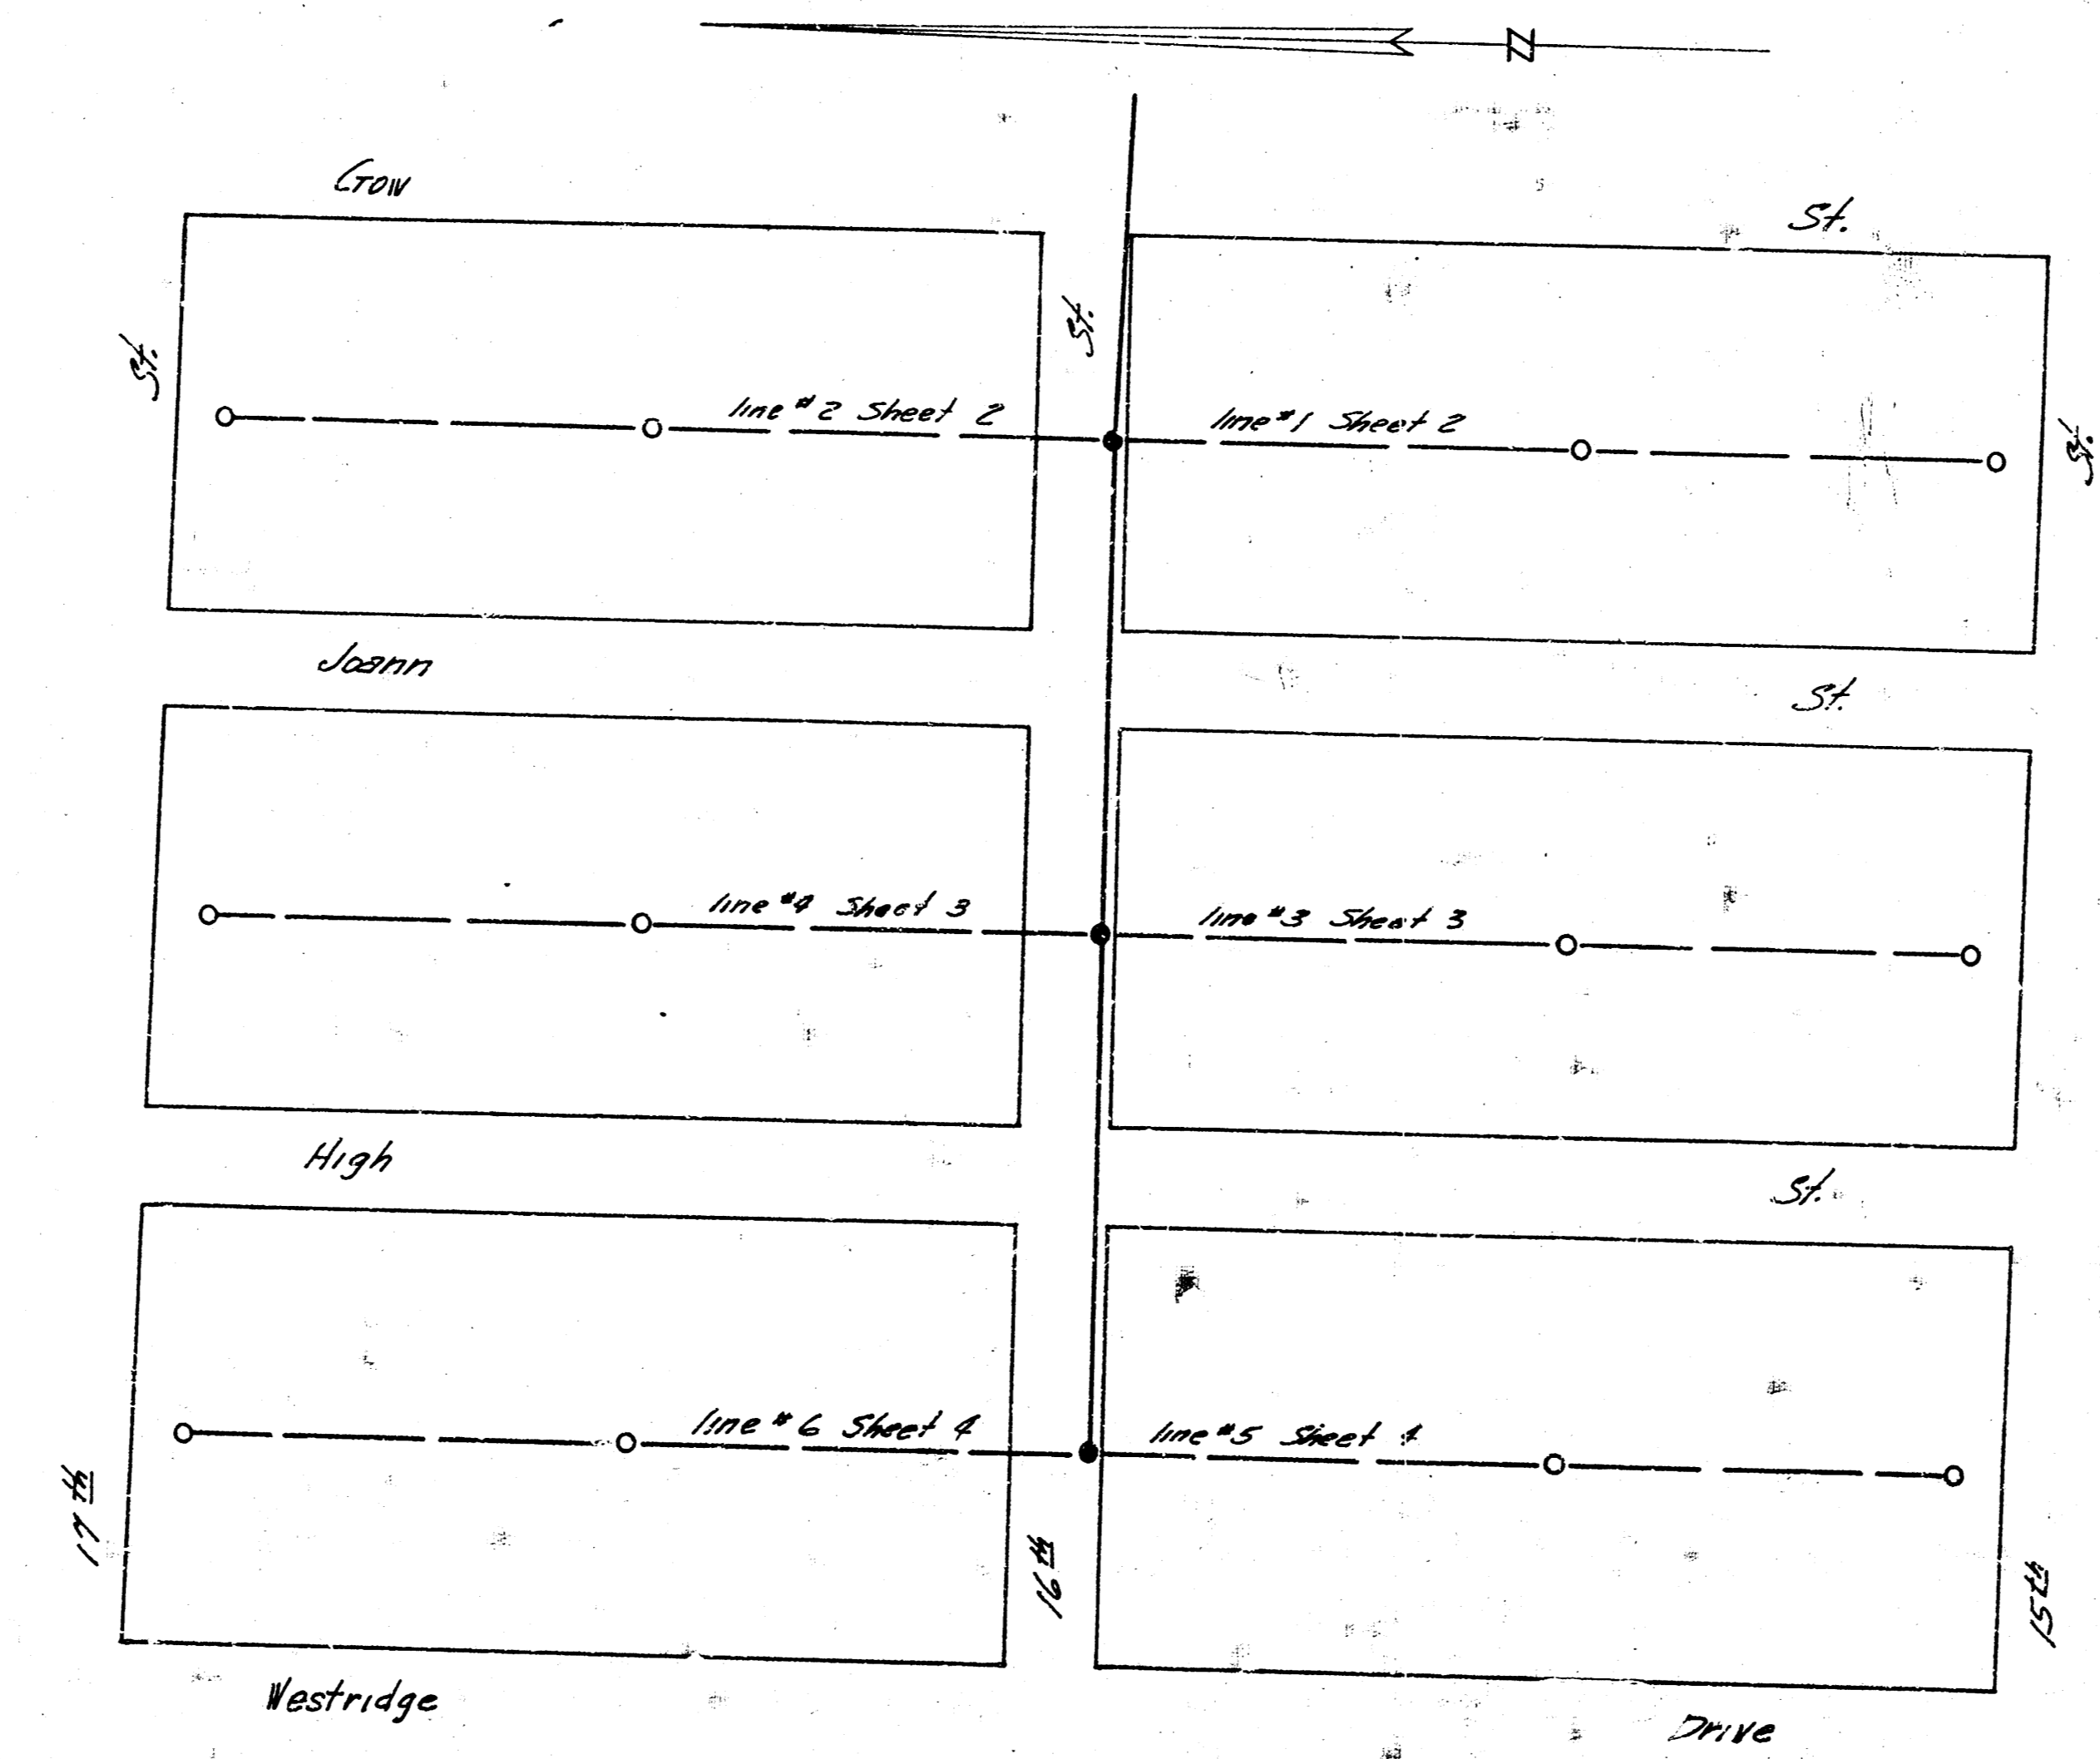 N
Crow St.
St.
St.
St.
line #2 Sheet 2
line #1 Sheet 2
Joann St.
line #4 Sheet 3
line #3 Sheet 3
High St.
line #6 Sheet 4
line #5 Sheet 4
17th
16th
15th
Westridge Drive